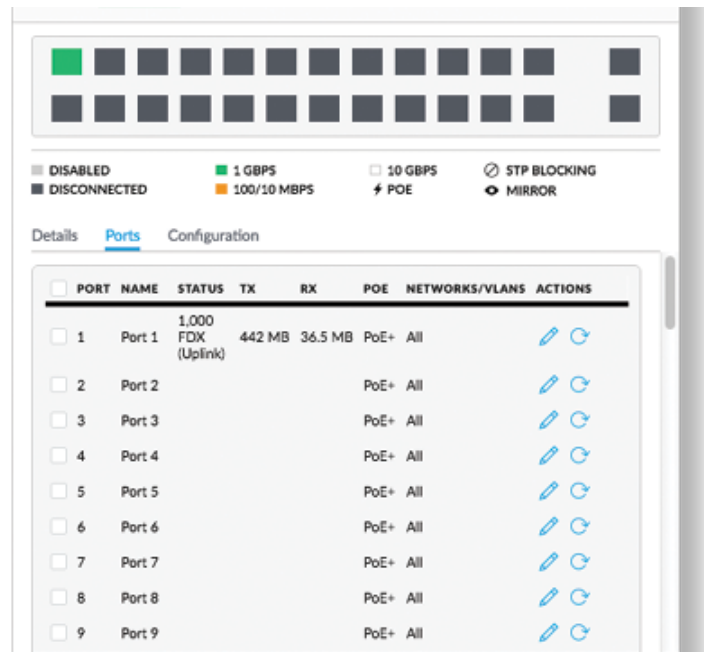 DISABLED 1 GBPS 10 GBPS STP BLOCKING
DISCONNECTED 100/10 MBPS POE MIRROR
Details Ports Configuration
PORT NAME STATUS TX RX POE NETWORKS/VLANS ACTIONS
1 Port 1 1,000 FDX (Uplink) 442 MB 36.5 MB PoE+ All
2 Port 2 PoE+ All
3 Port 3 PoE+ All
4 Port 4 PoE+ All
5 Port 5 PoE+ All
6 Port 6 PoE+ All
7 Port 7 PoE+ All
8 Port 8 PoE+ All
9 Port 9 PoE+ All